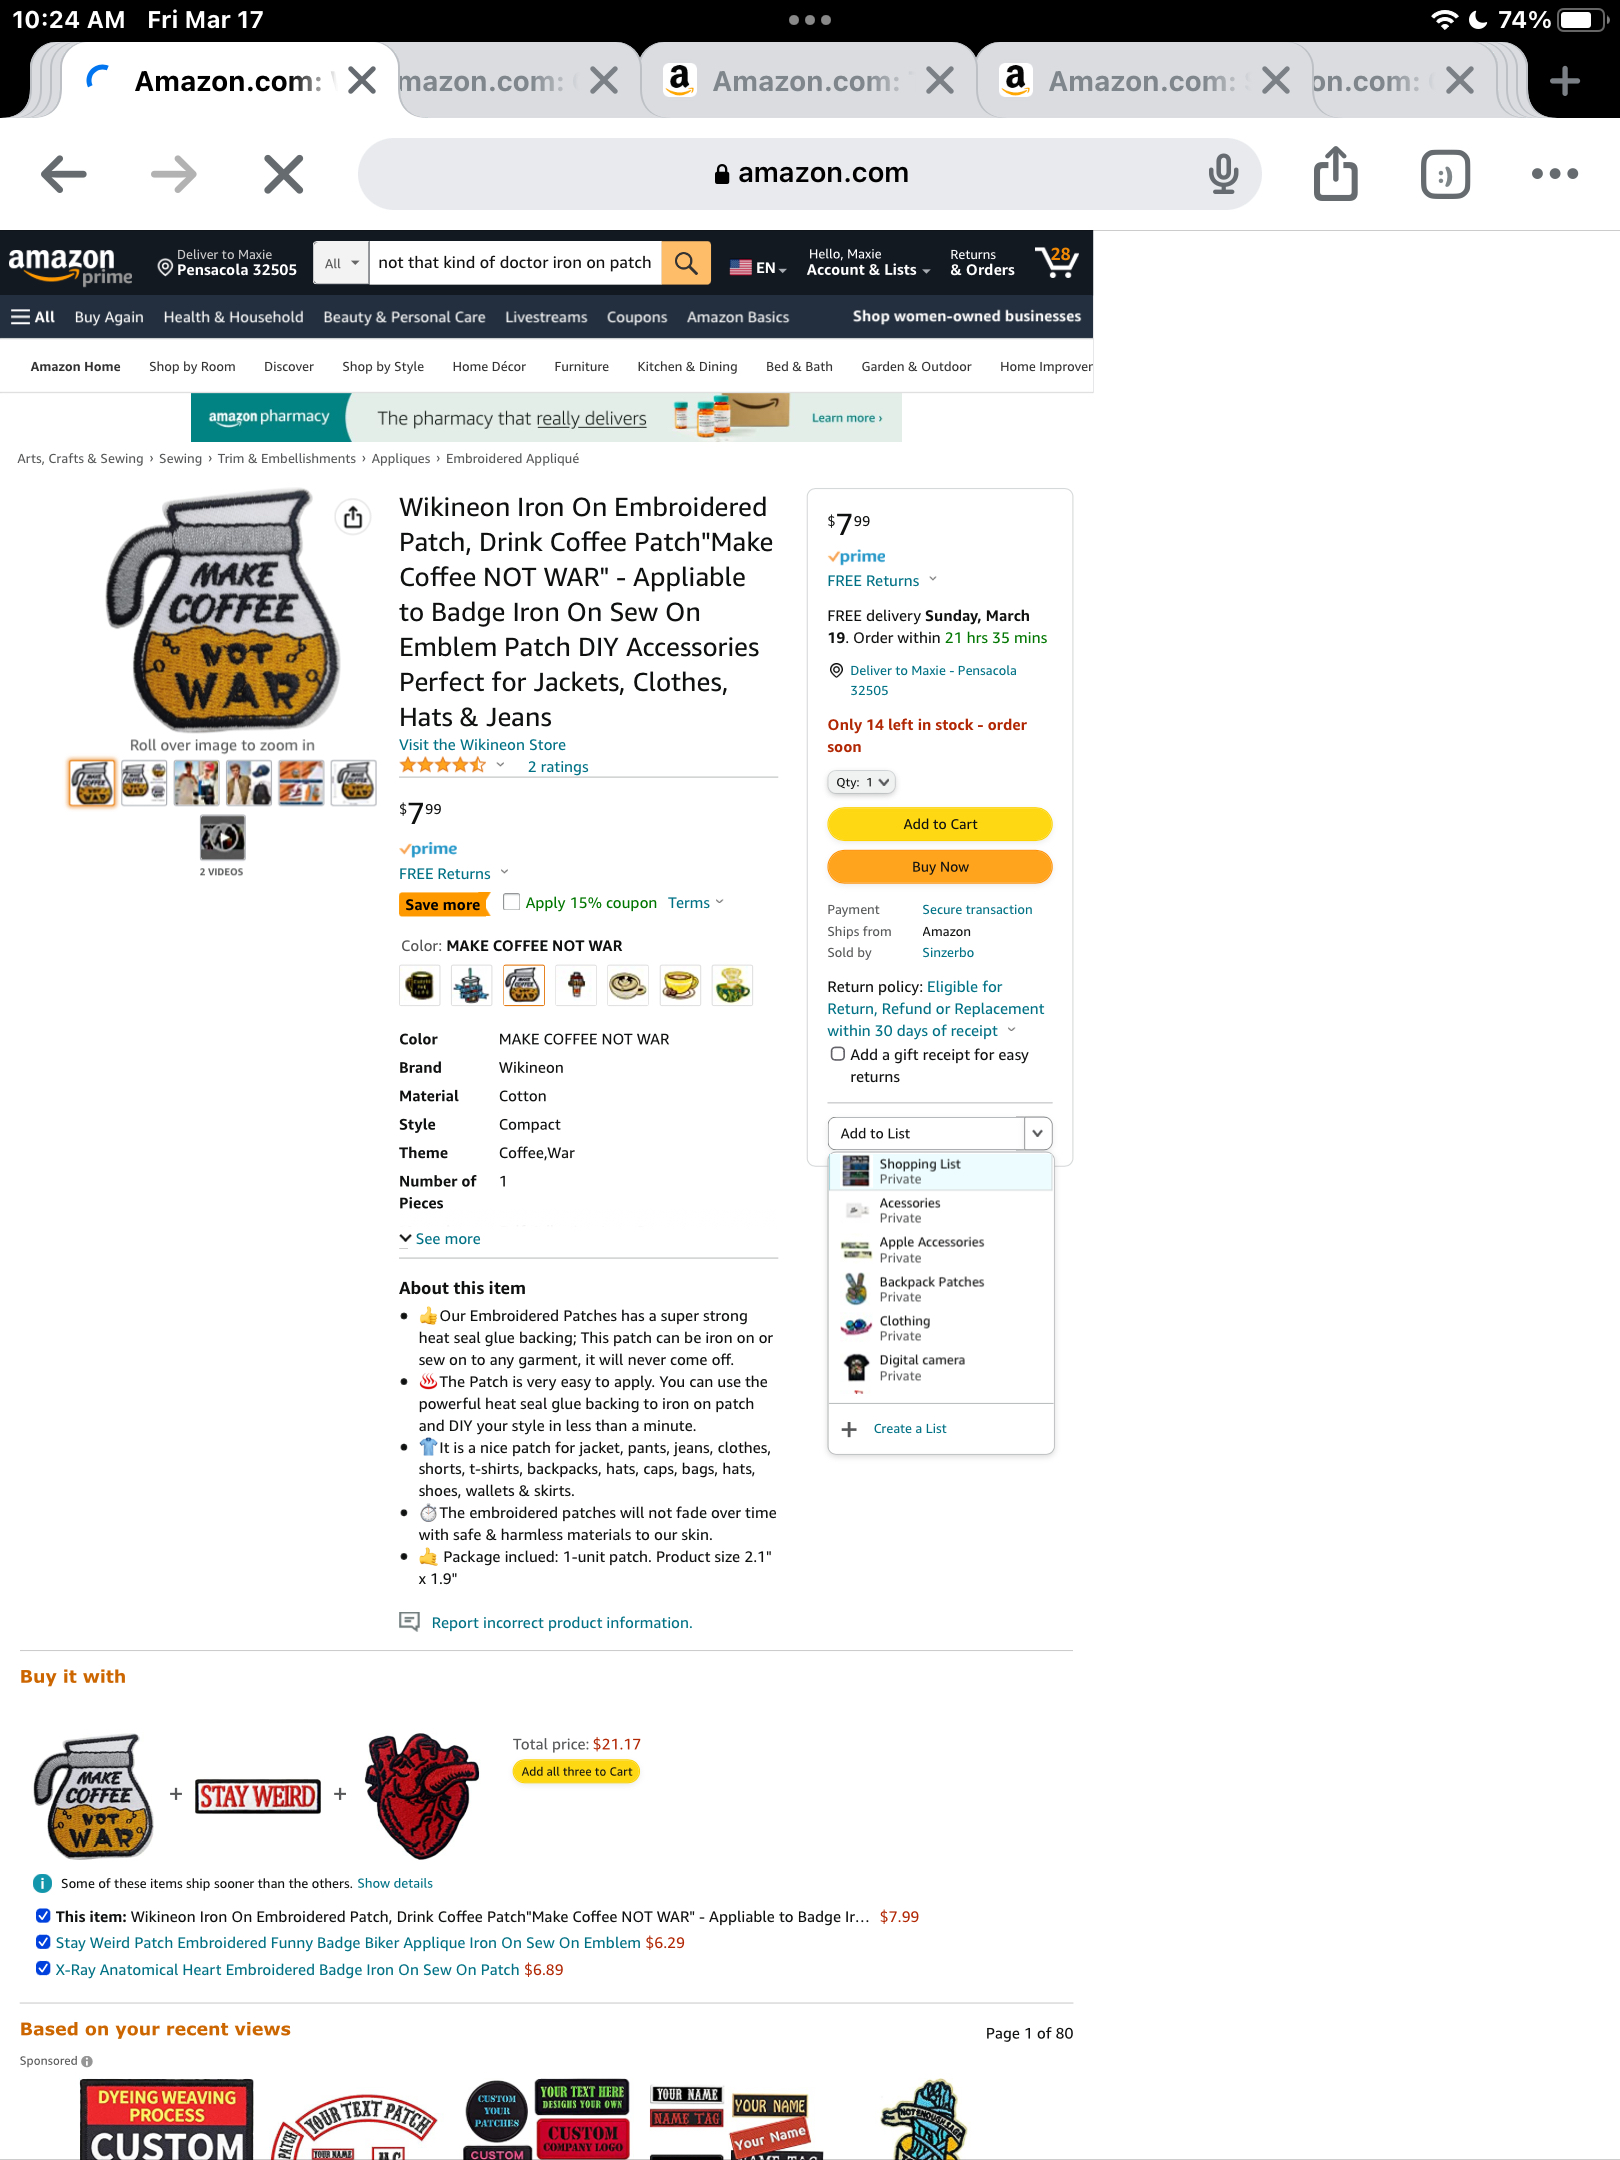 10:24 AM Fri Mar 17
74%
Amazon.com:
mazon.com:
Amazon.com:
Amazon.com:
on.com:
amazon.com
amazon prime
Deliver to Maxie
Pensacola 32505
All
not that kind of doctor iron on patch
EN
Hello, Maxie
Account & Lists
Returns
& Orders
28
All Buy Again Health & Household Beauty & Personal Care Livestreams Coupons Amazon Basics Shop women-owned businesses
Amazon Home Shop by Room Discover Shop by Style Home Décor Furniture Kitchen & Dining Bed & Bath Garden & Outdoor Home Improver
amazon pharmacy The pharmacy that really delivers Learn more ›
Arts, Crafts & Sewing › Sewing › Trim & Embellishments › Appliques › Embroidered Appliqué
MAKE
COFFEE
NOT
WAR
Roll over image to zoom in
2 VIDEOS
Wikineon Iron On Embroidered
Patch, Drink Coffee Patch"Make
Coffee NOT WAR" - Appliable
to Badge Iron On Sew On
Emblem Patch DIY Accessories
Perfect for Jackets, Clothes,
Hats & Jeans
Visit the Wikineon Store
2 ratings
$7 99
prime
FREE Returns
Save more Apply 15% coupon Terms
Color: MAKE COFFEE NOT WAR
Color MAKE COFFEE NOT WAR
Brand Wikineon
Material Cotton
Style Compact
Theme Coffee,War
Number of 1
Pieces
See more
About this item
• 👍Our Embroidered Patches has a super strong
heat seal glue backing; This patch can be iron on or
sew on to any garment, it will never come off.
• ♨️The Patch is very easy to apply. You can use the
powerful heat seal glue backing to iron on patch
and DIY your style in less than a minute.
• 👕It is a nice patch for jacket, pants, jeans, clothes,
shorts, t-shirts, backpacks, hats, caps, bags, hats,
shoes, wallets & skirts.
• ⏱️The embroidered patches will not fade over time
with safe & harmless materials to our skin.
• 🤙 Package inclued: 1-unit patch. Product size 2.1"
x 1.9"
Report incorrect product information.
$7 99
prime
FREE Returns
FREE delivery Sunday, March
19. Order within 21 hrs 35 mins
Deliver to Maxie - Pensacola
32505
Only 14 left in stock - order
soon
Qty: 1
Add to Cart
Buy Now
Payment Secure transaction
Ships from Amazon
Sold by Sinzerbo
Return policy: Eligible for
Return, Refund or Replacement
within 30 days of receipt
Add a gift receipt for easy
returns
Add to List
Shopping List
Private
Acessories
Private
Apple Accessories
Private
Backpack Patches
Private
Clothing
Private
Digital camera
Private
Create a List
Buy it with
MAKE
COFFEE
NOT
WAR
+ STAY WEIRD +
Total price: $21.17
Add all three to Cart
Some of these items ship sooner than the others. Show details
This item: Wikineon Iron On Embroidered Patch, Drink Coffee Patch"Make Coffee NOT WAR" - Appliable to Badge Ir... $7.99
Stay Weird Patch Embroidered Funny Badge Biker Applique Iron On Sew On Emblem $6.29
X-Ray Anatomical Heart Embroidered Badge Iron On Sew On Patch $6.89
Based on your recent views
Page 1 of 80
Sponsored
DYEING WEAVING
PROCESS
CUSTOM
YOUR TEXT PATCH
PATCH
YOUR NAME
CUSTOM
YOUR
PATCHES
YOUR TEXT HERE
DESIGNS YOUR OWN
CUSTOM
COMPANY LOGO
CUSTOM
YOUR NAME
NAME TAG
YOUR NAME
Your Name
NAME TAG